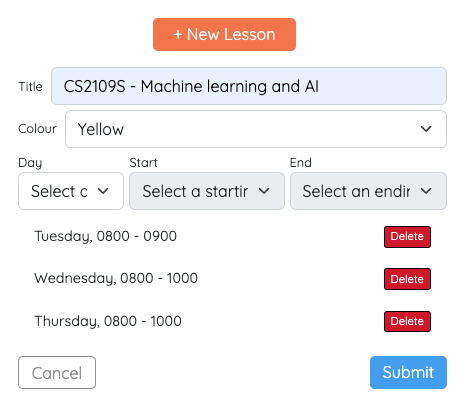 + New Lesson
Title CS2109S - Machine learning and AI
Colour Yellow
Day Start End
Select a startir Select an endir
Tuesday, 0800 - 0900 Delete
Wednesday, 0800 - 1000 Delete
Thursday, 0800 - 1000 Delete
Cancel Submit